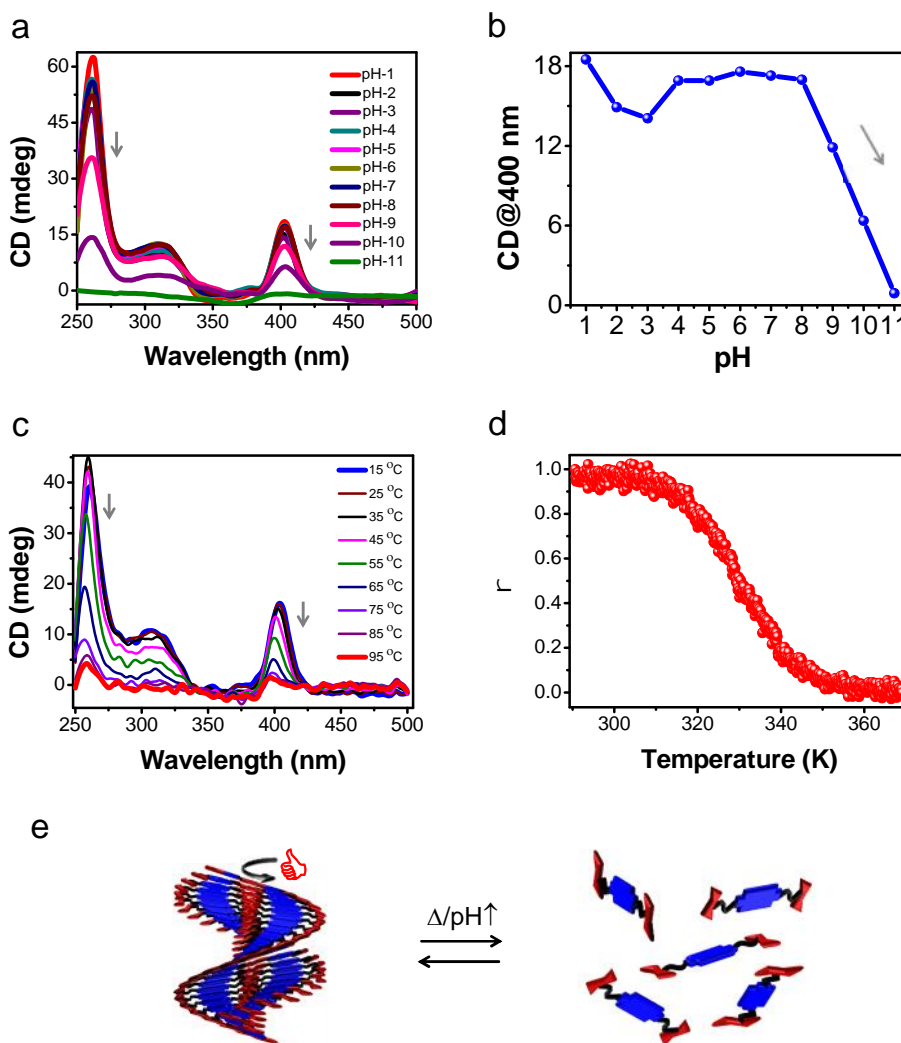 a
60
45
30
15
0
CD (mdeg)
250 300 350 400 450 500
Wavelength (nm)
pH-1
pH-2
pH-3
pH-4
pH-5
pH-6
pH-7
pH-8
pH-9
pH-10
pH-11
b
18
12
6
0
CD@400 nm
1 2 3 4 5 6 7 8 9 10 11
pH
c
40
30
20
10
0
CD (mdeg)
250 300 350 400 450 500
Wavelength (nm)
15 °C
25 °C
35 °C
45 °C
55 °C
65 °C
75 °C
85 °C
95 °C
d
1.0
0.8
0.6
0.4
0.2
0.0
300 320 340 360
Temperature (K)
e
Δ/pH↑